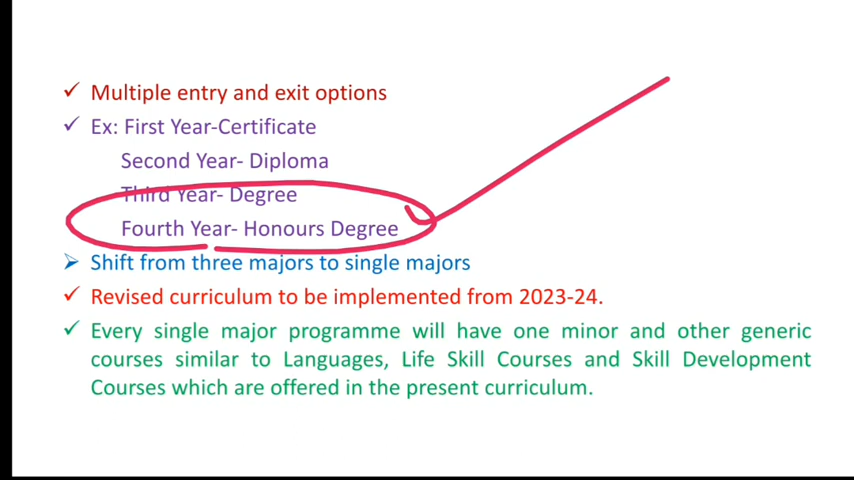 Multiple entry and exit options
Ex: First Year-Certificate
Second Year- Diploma
Third Year- Degree
Fourth Year- Honours Degree
Shift from three majors to single majors
Revised curriculum to be implemented from 2023-24.
Every single major programme will have one minor and other generic
courses similar to Languages, Life Skill Courses and Skill Development
Courses which are offered in the present curriculum.